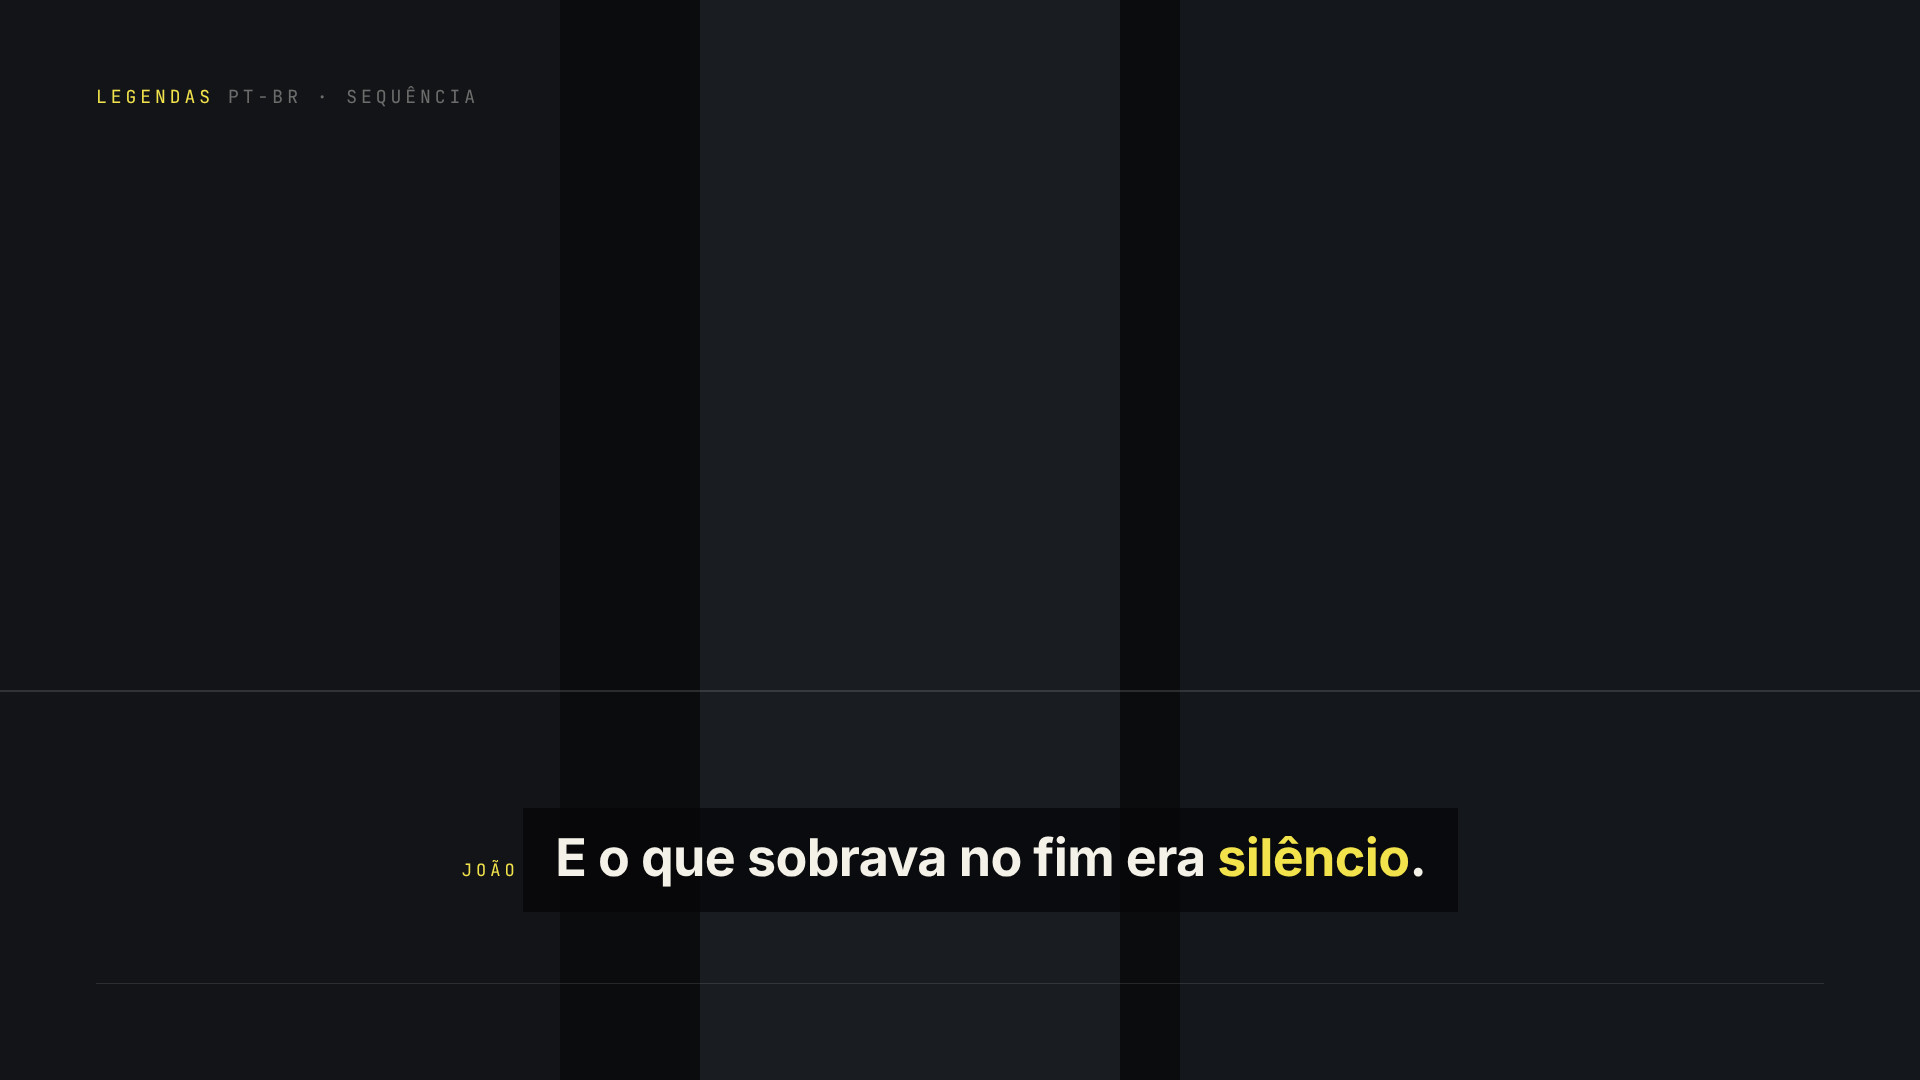 LEGENDAS PT-BR · SEQUÊNCIA
JOÃO E o que sobrava no fim era silêncio.